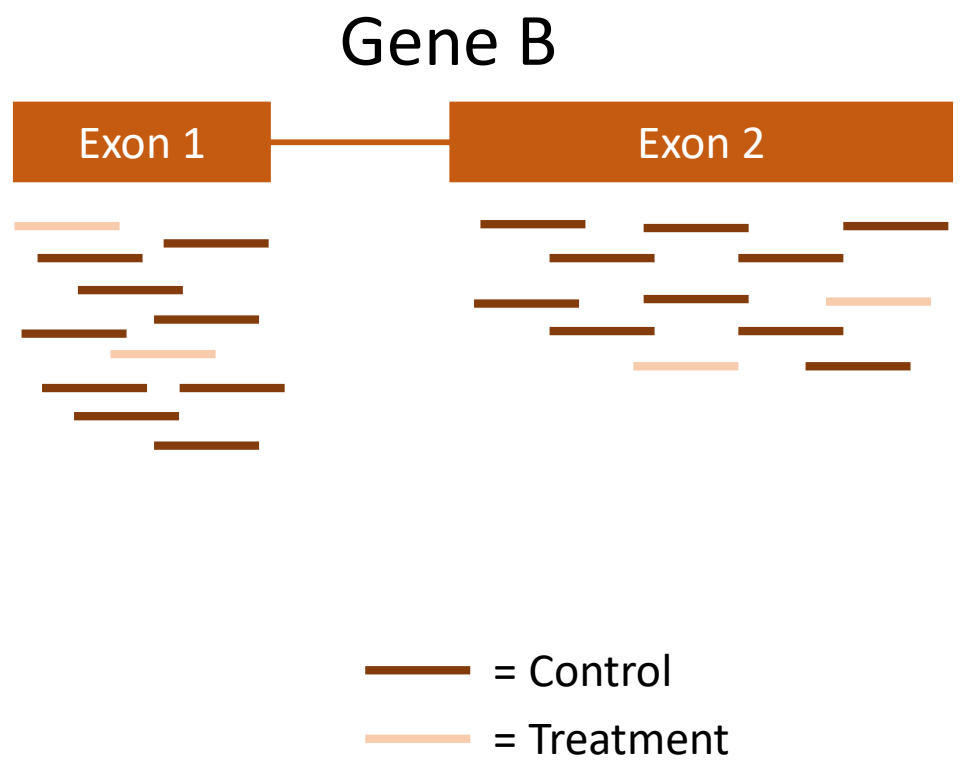 Gene B
Exon 1
Exon 2
= Control
= Treatment